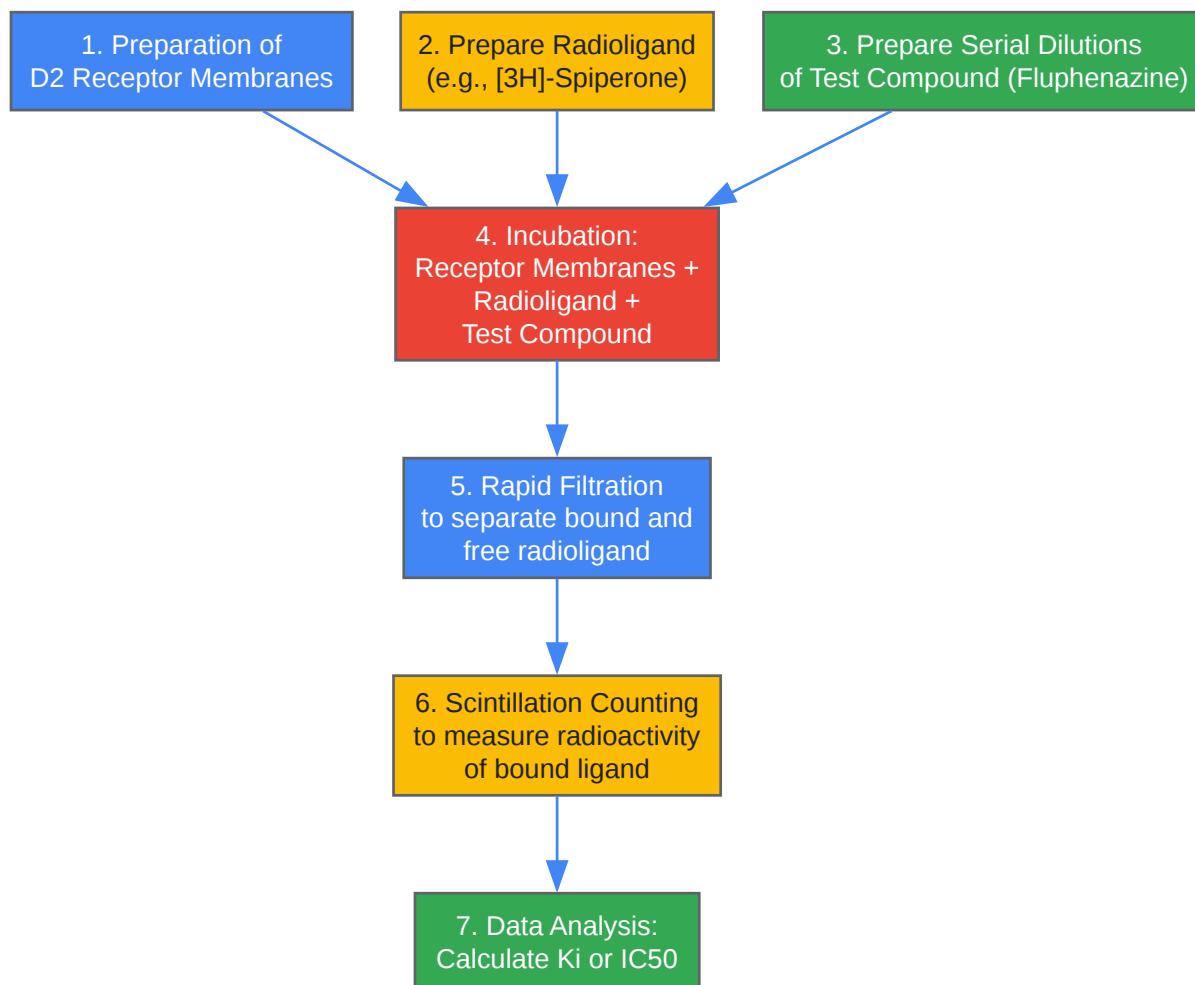 1. Preparation of
D2 Receptor Membranes
2. Prepare Radioligand
(e.g., [3H]-Spiperone)
3. Prepare Serial Dilutions
of Test Compound (Fluphenazine)
4. Incubation:
Receptor Membranes +
Radioligand +
Test Compound
5. Rapid Filtration
to separate bound and
free radioligand
6. Scintillation Counting
to measure radioactivity
of bound ligand
7. Data Analysis:
Calculate Ki or IC50